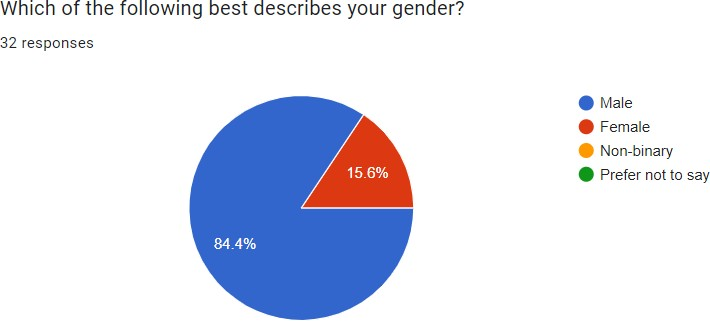 Which of the following best describes your gender?
32 responses
Male
Female
Non-binary
Prefer not to say
15.6%
84.4%